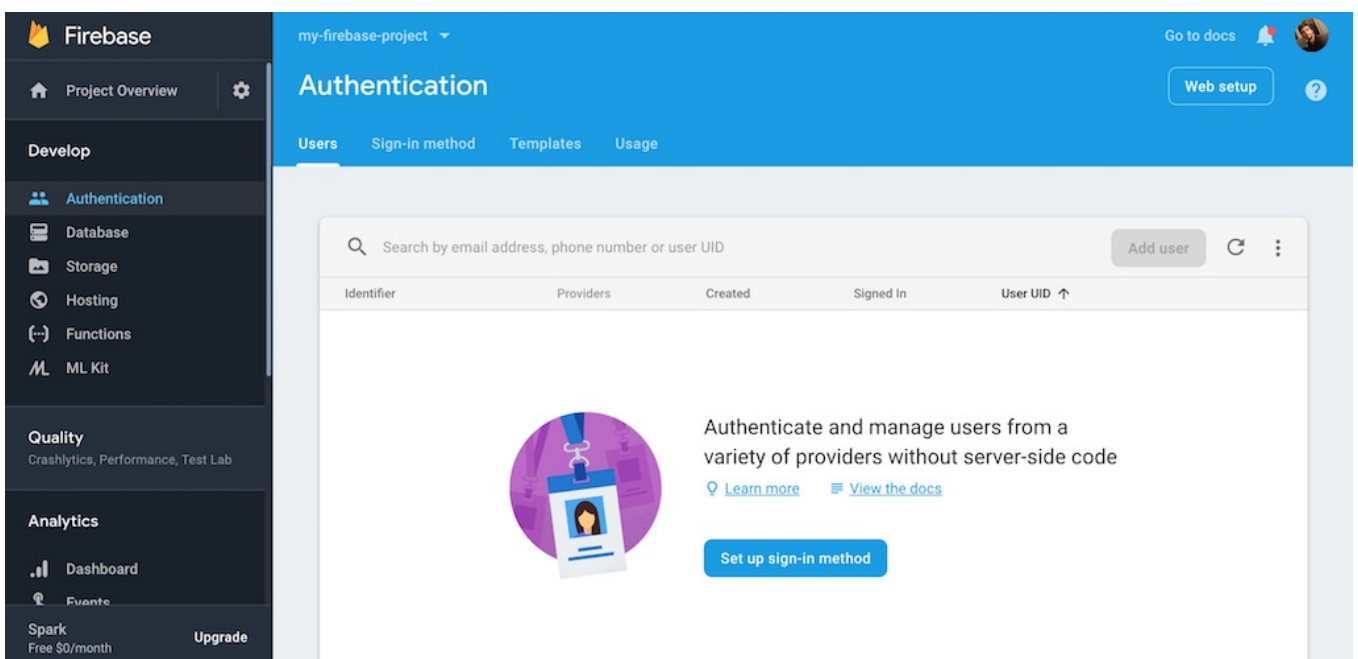 Firebase
my-firebase-project
Go to docs
Project Overview
Authentication
Web setup
Develop
Users Sign-in method Templates Usage
Authentication
Database
Storage
Hosting
Functions
ML Kit
Search by email address, phone number or user UID
Add user
Identifier Providers Created Signed In User UID
Authenticate and manage users from a
variety of providers without server-side code
Learn more View the docs
Set up sign-in method
Quality
Crashlytics, Performance, Test Lab
Analytics
Dashboard
Events
Spark
Free $0/month
Upgrade